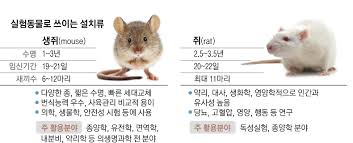 실험동물로 쓰이는 설치류
생쥐(mouse)
쥐(rat)
수명 1~3년
2.5~3.5년
임신기간 19~21일
20~22일
새끼수 6~12마리
최대 11마리
• 다양한 종, 짧은 수명, 빠른 세대교체
• 번식능력 우수, 사육관리 비교적 용이
• 의학, 생물학, 안전성 시험 등에 사용
주 활용분야 종양학, 유전학, 면역학,
내분비, 약리학 등 의생명과학 전 분야
• 약리, 대사, 생화학, 영양학적으로 인간과
유사성 높음
• 당뇨, 고혈압, 영양, 행동 등 연구
주 활용분야 독성실험, 종양학 분야